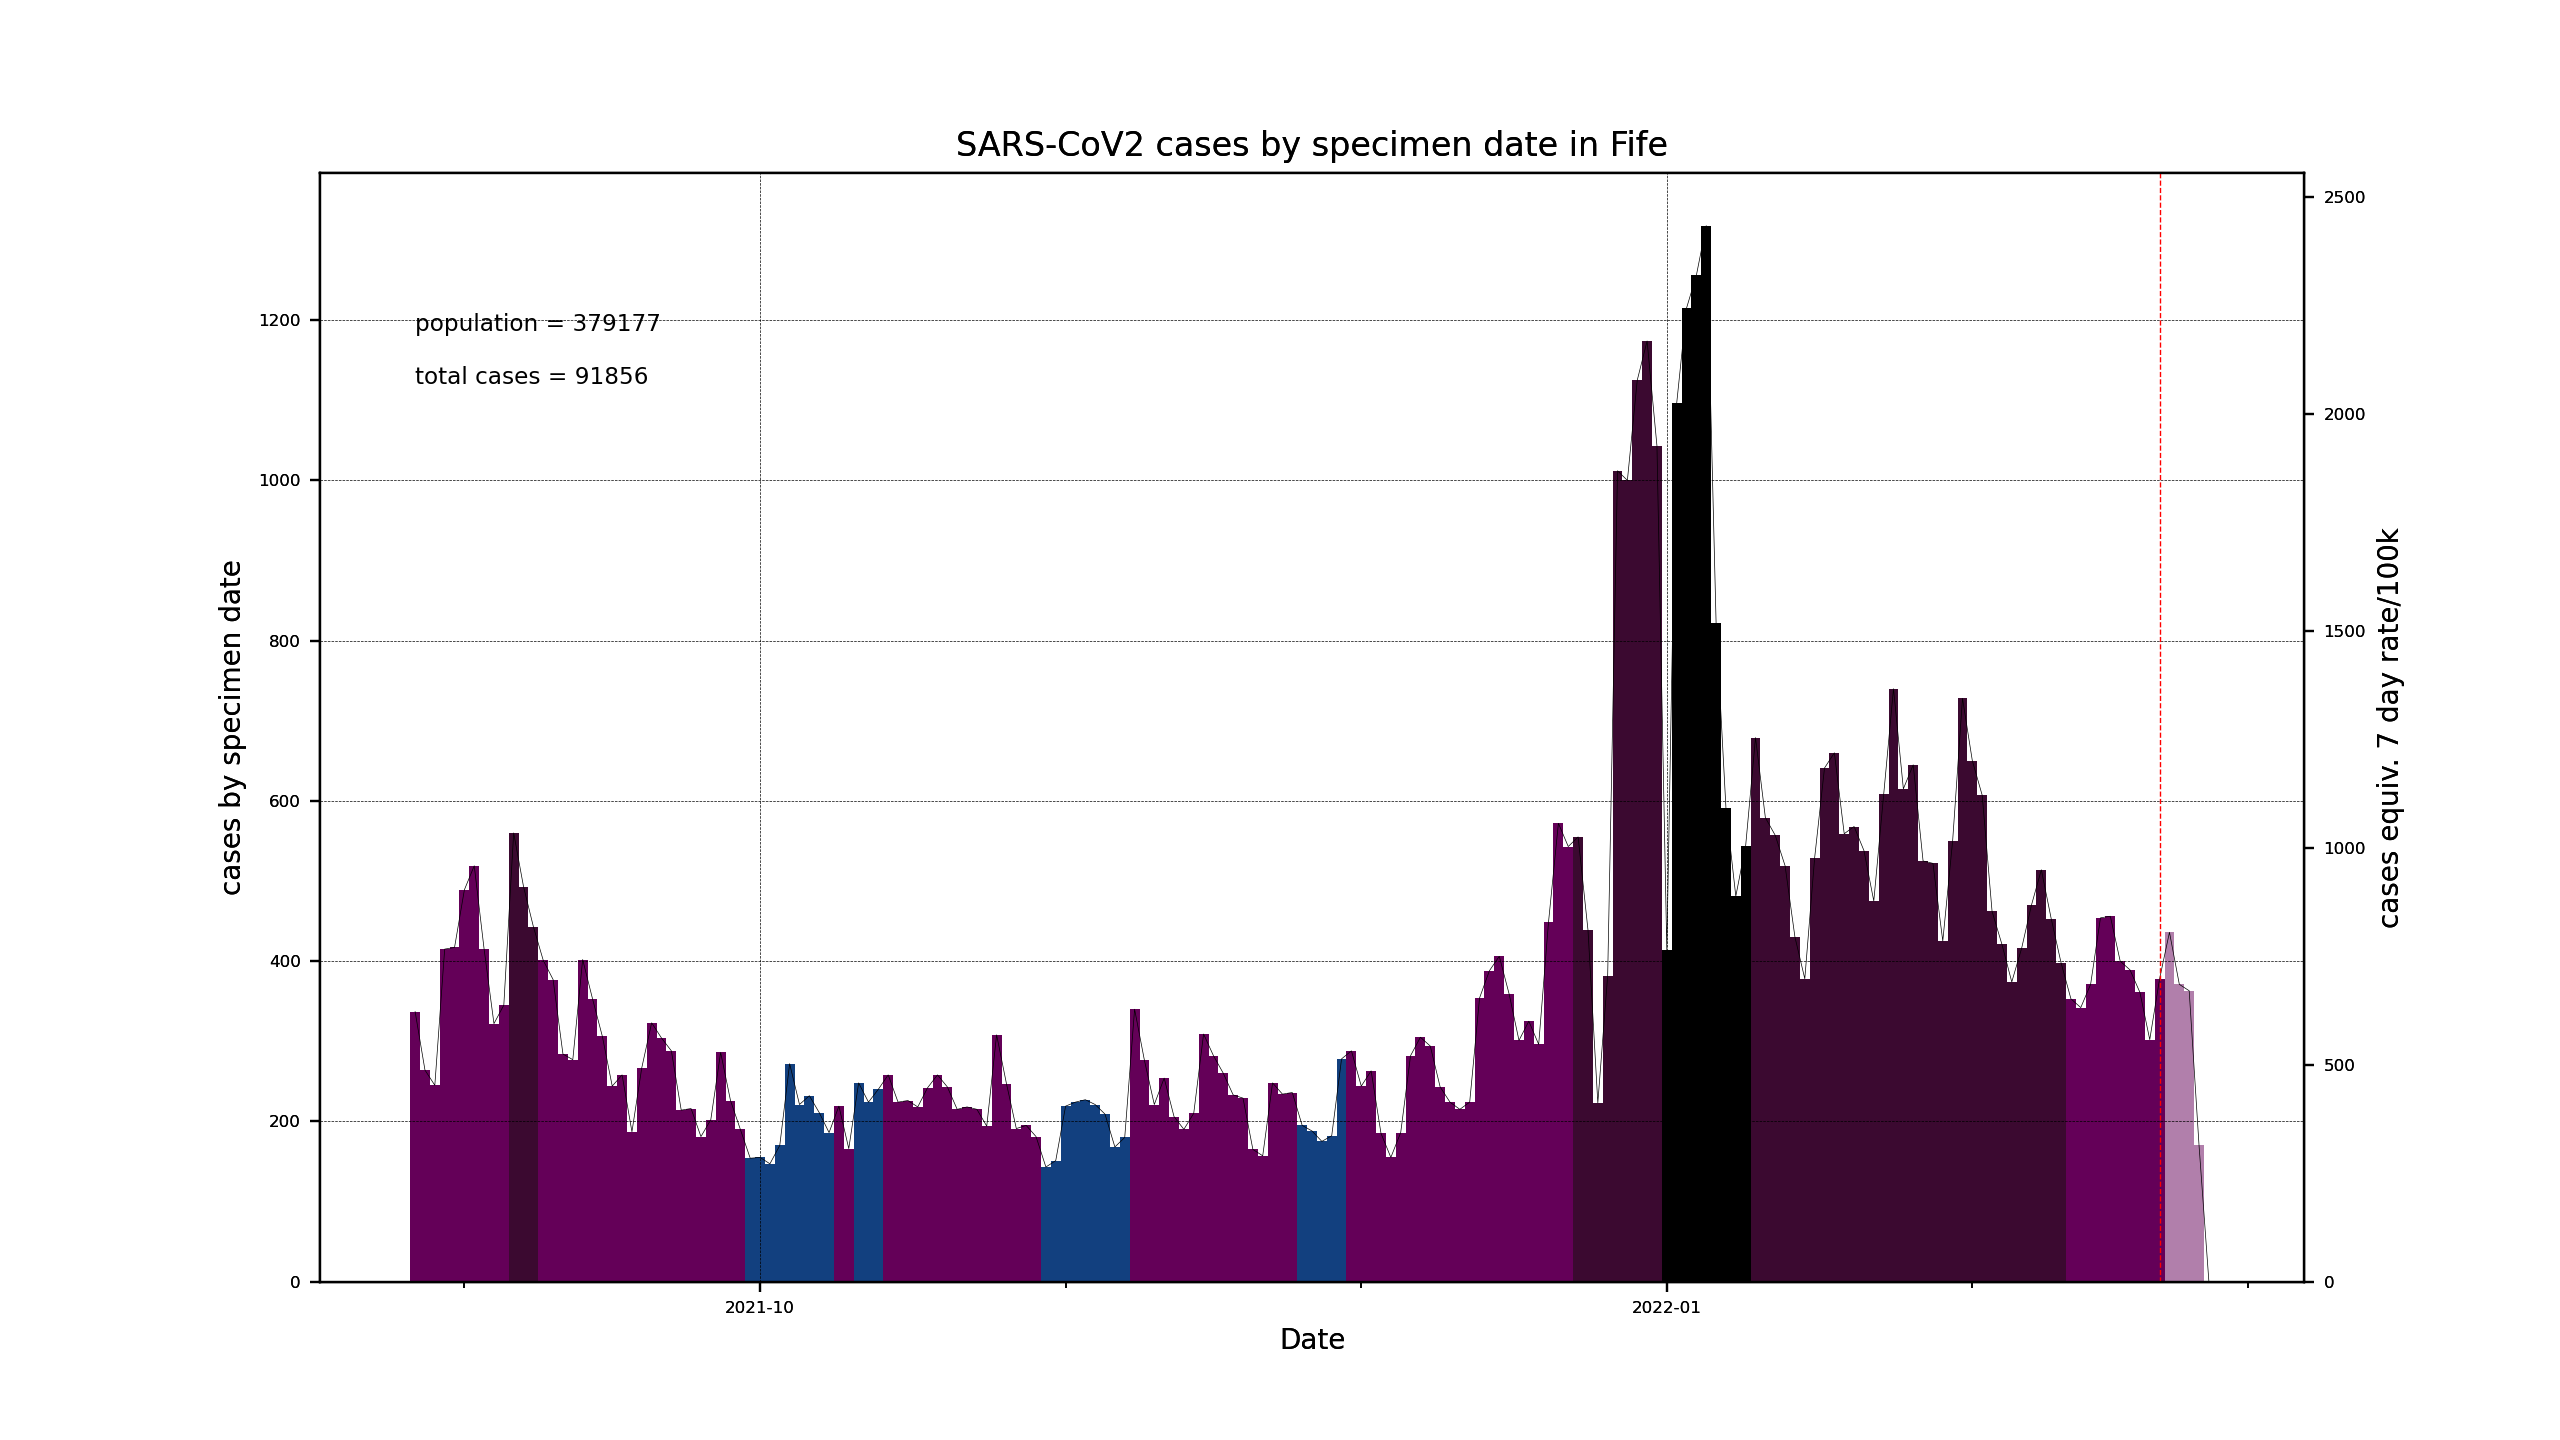 SARS-CoV2 cases by specimen date in Fife
population = 379177
total cases = 91856
cases by specimen date
0
200
400
600
800
1000
1200
cases equiv. 7 day rate/100k
0
500
1000
1500
2000
2500
2021-10
2022-01
Date